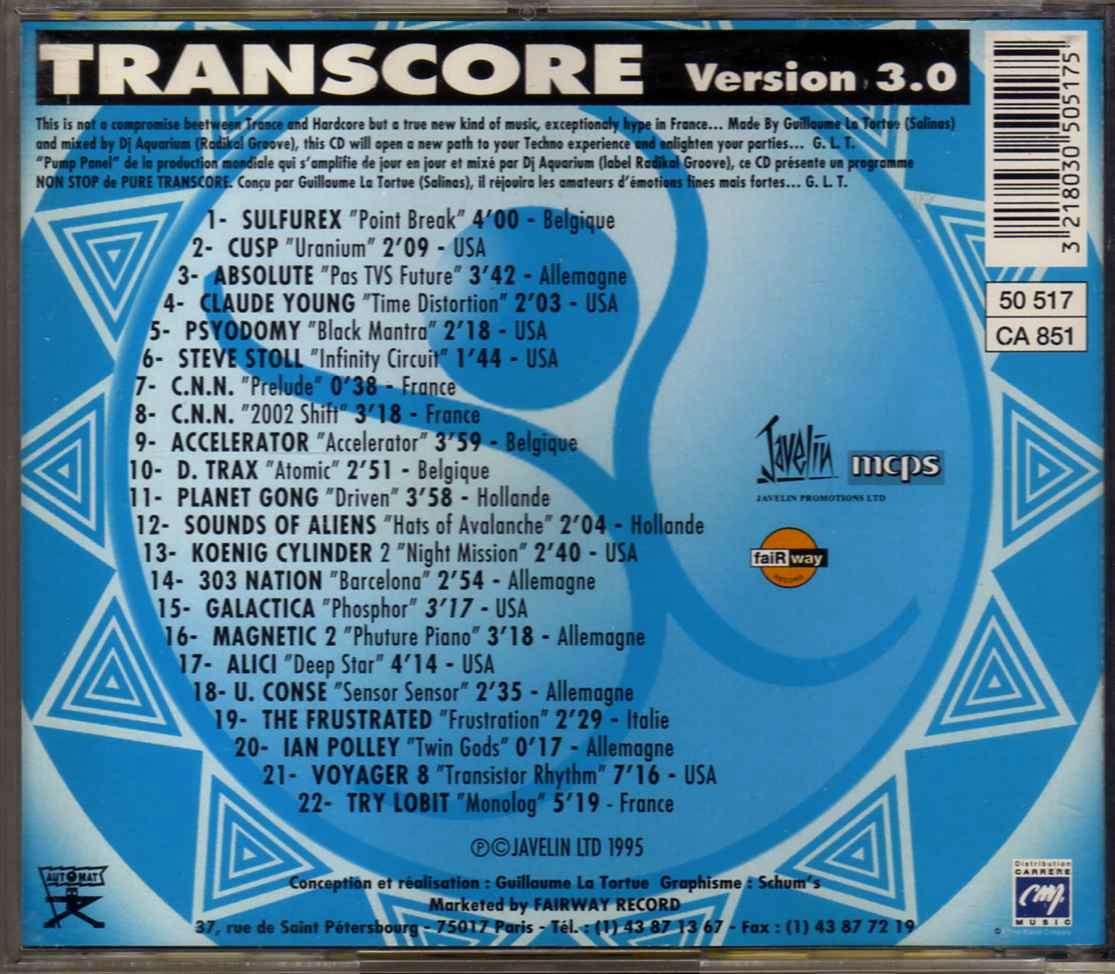 TRANSCORE Version 3.0
This is not a compromise beetween Trance and Hardcore but a true new kind of music, exceptionaly hype in France... Made By Guillaume La Tortue (Salinas)
and mixed by Dj Aquarium (Radikal Groove), this CD will open a new path to your Techno experience and enlighten your parties... G. L. T.
"Pump Panel" de la production mondiale qui s'amplifie de jour en jour et mixé par Dj Aquarium (label Radikal Groove), ce CD présente un programme
NON STOP de PURE TRANSCORE. Conçu par Guillaume La Tortue (Salinas), il réjouira les amateurs d'émotions fines mais fortes... G. L. T.
1- SULFUREX "Point Break" 4'00 - Belgique
2- CUSP "Uranium" 2'09 - USA
3- ABSOLUTE "Pas TVS Future" 3'42 - Allemagne
4- CLAUDE YOUNG "Time Distortion" 2'03 - USA
5- PSYODOMY "Black Mantra" 2'18 - USA
6- STEVE STOLL "Infinity Circuit" 1'44 - USA
7- C.N.N. "Prelude" 0'38 - France
8- C.N.N. "2002 Shift" 3'18 - France
9- ACCELERATOR "Accelerator" 3'59 - Belgique
10- D. TRAX "Atomic" 2'51 - Belgique
11- PLANET GONG "Driven" 3'58 - Hollande
12- SOUNDS OF ALIENS "Hats of Avalanche" 2'04 - Hollande
13- KOENIG CYLINDER 2 "Night Mission" 2'40 - USA
14- 303 NATION "Barcelona" 2'54 - Allemagne
15- GALACTICA "Phosphor" 3'17 - USA
16- MAGNETIC 2 "Phuture Piano" 3'18 - Allemagne
17- ALICI "Deep Star" 4'14 - USA
18- U. CONSE "Sensor Sensor" 2'35 - Allemagne
19- THE FRUSTRATED "Frustration" 2'29 - Italie
20- IAN POLLEY "Twin Gods" 0'17 - Allemagne
21- VOYAGER 8 "Transistor Rhythm" 7'16 - USA
22- TRY LOBIT "Monolog" 5'19 - France
3 218030 505175
50 517
CA 851
Javelin
JAVELIN PROMOTIONS LTD
mcps
faiRway
RECORD
℗©JAVELIN LTD 1995
Conception et réalisation : Guillaume La Tortue Graphisme : Schum's
Marketed by FAIRWAY RECORD
37, rue de Saint Pétersbourg - 75017 Paris - Tél. : (1) 43 87 13 67 - Fax : (1) 43 87 72 19
AUTOMAT
Distribution
CARRERE
CM
MUSIC